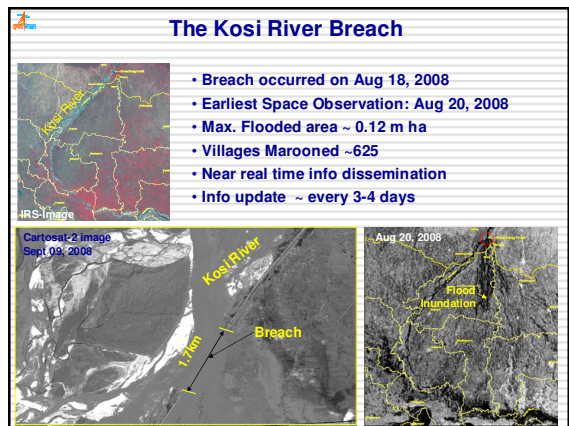 The Kosi River Breach
• Breach occurred on Aug 18, 2008
• Earliest Space Observation: Aug 20, 2008
• Max. Flooded area ~ 0.12 m ha
• Villages Marooned ~625
• Near real time info dissemination
• Info update ~ every 3-4 days
Kosi River
IRS-Image
Cartosat-2 image
Sept 09, 2008
Kosi River
Breach
1.7km
Aug 20, 2008
Flood
Inundation